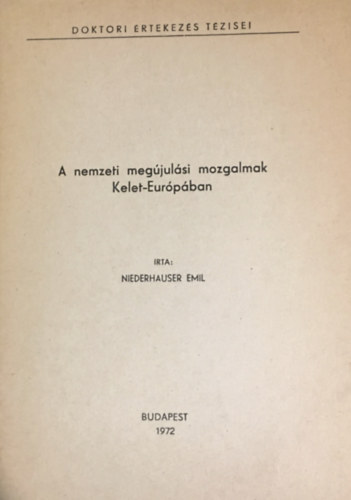 DOKTORI ÉRTEKEZÉS TÉZISEI
A nemzeti megújulási mozgalmak
Kelet-Európában
IRTA:
NIEDERHAUSER EMIL
BUDAPEST
1972